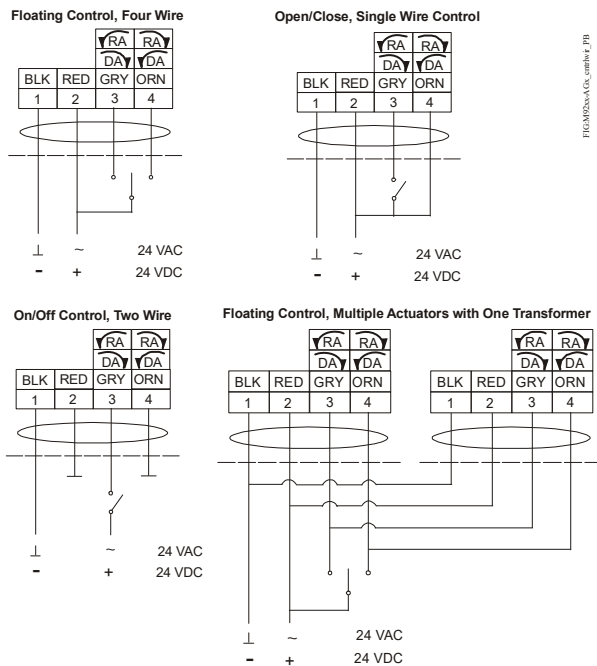 Floating Control, Four Wire
RA RA
DA DA
BLK RED GRY ORN
1 2 3 4
⊥ ~ 24 VAC
- + 24 VDC
Open/Close, Single Wire Control
RA RA
DA DA
BLK RED GRY ORN
1 2 3 4
⊥ ~ 24 VAC
- + 24 VDC
FIG:M92xx-AGx_cntrlwir_PB
On/Off Control, Two Wire
RA RA
DA DA
BLK RED GRY ORN
1 2 3 4
⊥ ~ 24 VAC
- + 24 VDC
Floating Control, Multiple Actuators with One Transformer
RA RA
DA DA
BLK RED GRY ORN
1 2 3 4
RA RA
DA DA
BLK RED GRY ORN
1 2 3 4
⊥ ~ 24 VAC
- + 24 VDC